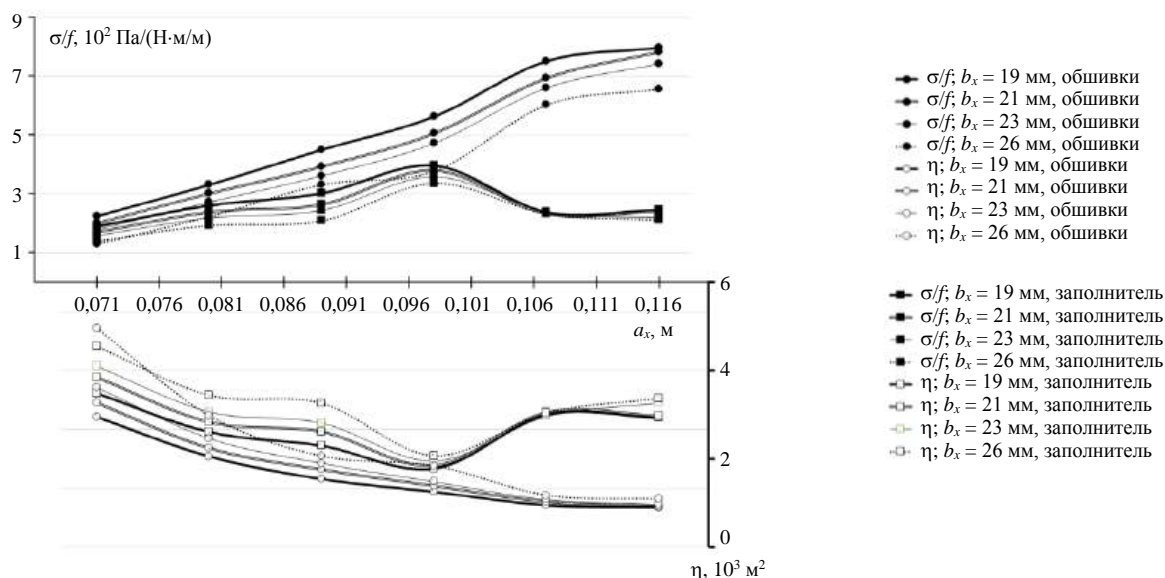 9
σ/f, 10² Па/(Н·м/м)
7
5
3
1
0,071 0,076 0,081 0,086 0,091 0,096 0,101 0,106 0,111 0,116
aₓ, м
6
4
2
0
η, 10³ м²
σ/f; bₓ = 19 мм, обшивки
σ/f; bₓ = 21 мм, обшивки
σ/f; bₓ = 23 мм, обшивки
σ/f; bₓ = 26 мм, обшивки
η; bₓ = 19 мм, обшивки
η; bₓ = 21 мм, обшивки
η; bₓ = 23 мм, обшивки
η; bₓ = 26 мм, обшивки
σ/f; bₓ = 19 мм, заполнитель
σ/f; bₓ = 21 мм, заполнитель
σ/f; bₓ = 23 мм, заполнитель
σ/f; bₓ = 26 мм, заполнитель
η; bₓ = 19 мм, заполнитель
η; bₓ = 21 мм, заполнитель
η; bₓ = 23 мм, заполнитель
η; bₓ = 26 мм, заполнитель